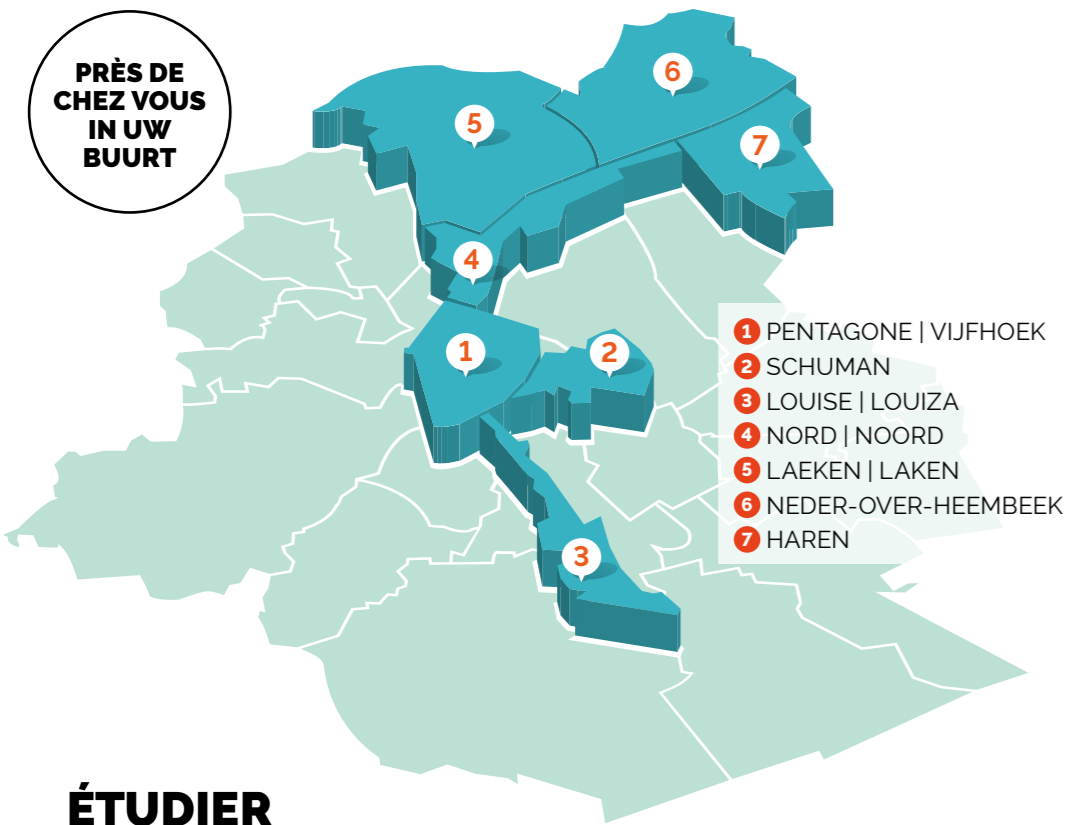 PRÈS DE
CHEZ VOUS
IN UW
BUURT
6
5
7
4
1
2
3
1 PENTAGONE | VIJFHOEK
2 SCHUMAN
3 LOUISE | LOUIZA
4 NORD | NOORD
5 LAEKEN | LAKEN
6 NEDER-OVER-HEEMBEEK
7 HAREN
ÉTUDIER